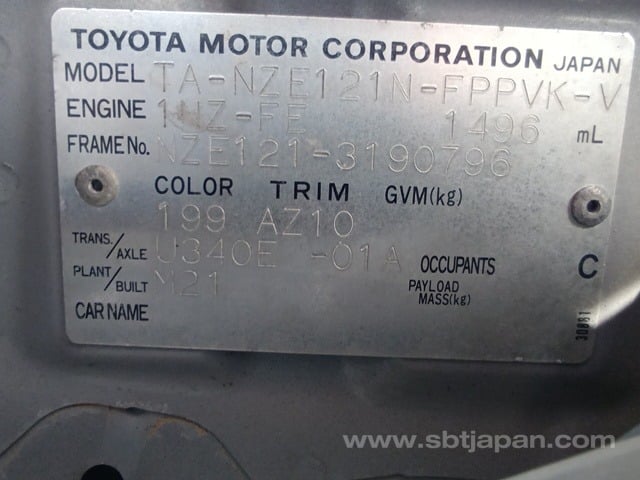 TOYOTA MOTOR CORPORATION JAPAN
MODEL TA-NZE121N-FPPVK-V
ENGINE 1NZ-FE 1496 mL
FRAME No. NZE121-3190796
COLOR TRIM GVM(kg)
199 AZ10
TRANS./AXLE U340E -01A OCCUPANTS C
PLANT/BUILT M21 PAYLOAD MASS(kg)
CAR NAME
30881
www.sbtjapan.com